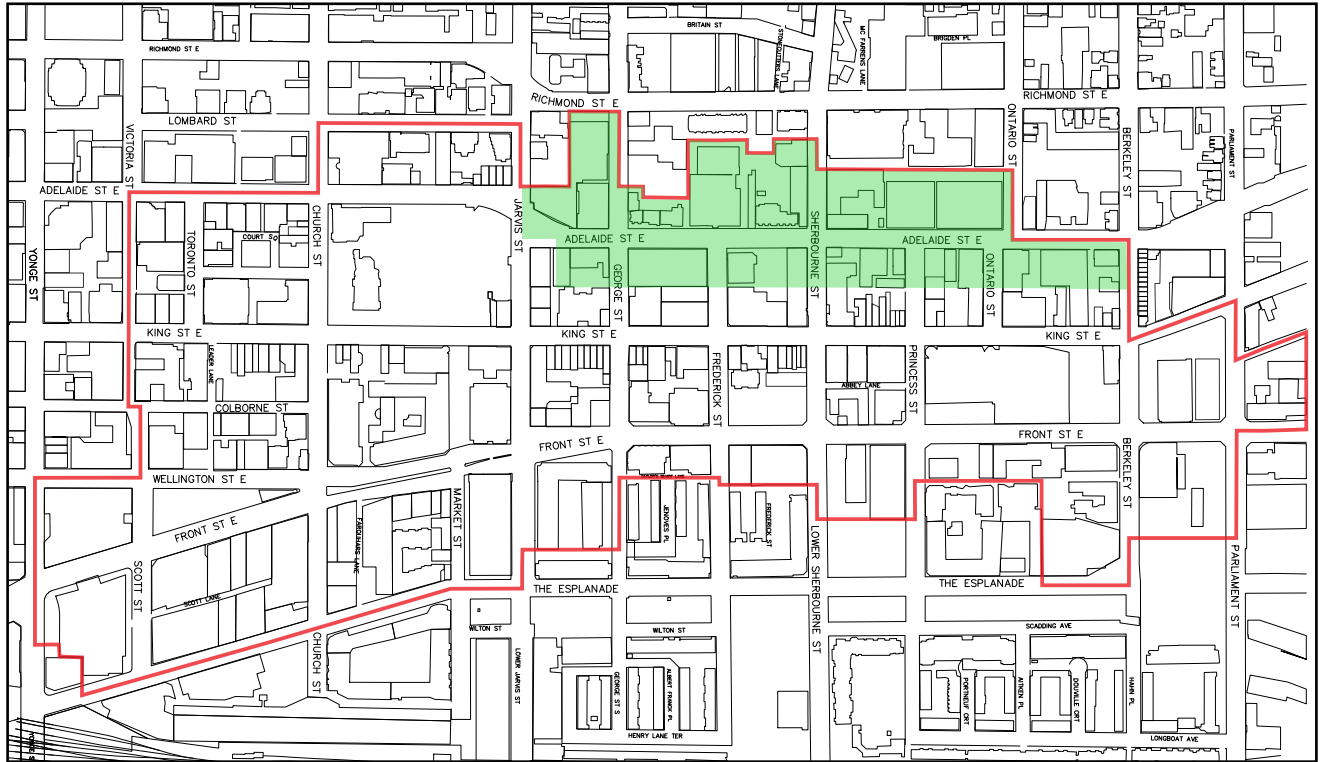 BRITAIN ST
STONECUTTERS LANE
MC FARRENS LANE
BRIGDEN PL
RICHMOND ST E
RICHMOND ST E
RICHMOND ST E
LOMBARD ST
VICTORIA ST
ONTARIO ST
BERKELEY ST
PARLIAMENT ST
ADELAIDE ST E
JARVIS ST
CHURCH ST
SHERBOURNE ST
TORONTO ST
COURT SQ
ADELAIDE ST E
ADELAIDE ST E
YONGE ST
GEORGE ST
ONTARIO ST
KING ST E
KING ST E
KING ST E
LEADER LANE
FREDERICK ST
PRINCESS ST
ABBEY LANE
COLBORNE ST
FRONT ST E
FRONT ST E
BERKELEY ST
WELLINGTON ST E
MARKET ST
FRONT ST E
FARQUHARS LANE
JENOVES PL
FREDERICK ST
LOWER SHERBOURNE ST
SCOTT ST
THE ESPLANADE
THE ESPLANADE
PARLIAMENT ST
SCOTT LANE
WILTON ST
WILTON ST
SCADDING AVE
CHURCH ST
LOWER JARVIS ST
GEORGE ST S
ALBERT FRANCK PL
PORTNEUF CRT
AITKEN PL
DOUVILLE CRT
HAHN PL
HENRY LANE TER
LONGBOAT AVE